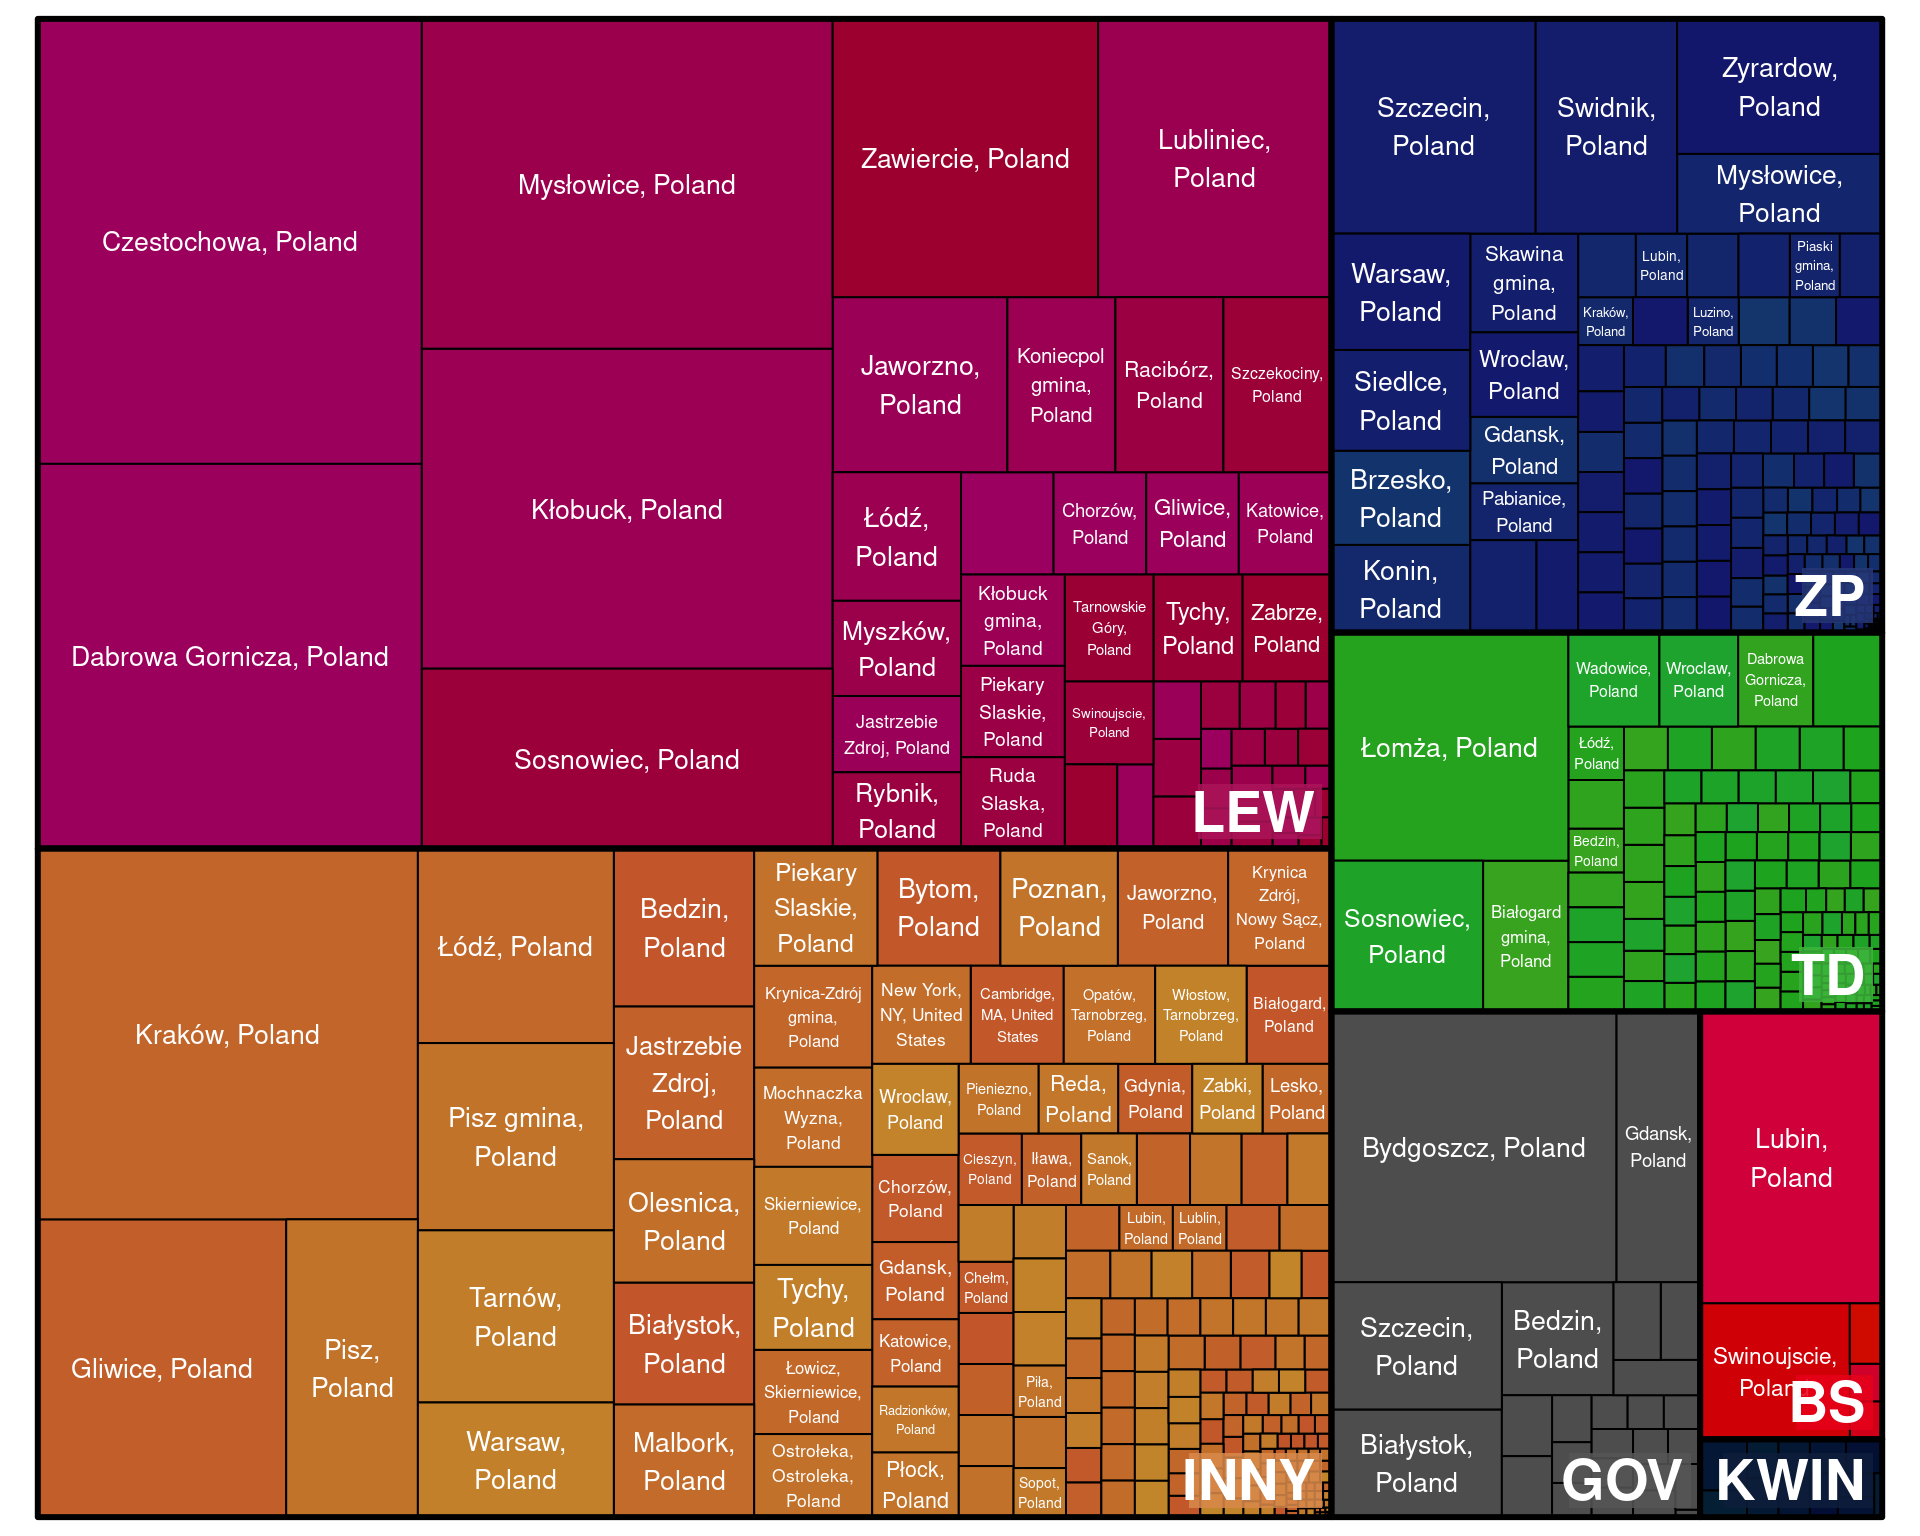 Czestochowa, Poland
Dabrowa Gornicza, Poland
Mysłowice, Poland
Kłobuck, Poland
Sosnowiec, Poland
Zawiercie, Poland
Lubliniec,
Poland
Jaworzno,
Poland
Koniecpol
gmina,
Poland
Racibórz,
Poland
Szczekociny,
Poland
Łódź,
Poland
Myszków,
Poland
Jastrzebie
Zdroj, Poland
Rybnik,
Poland
Chorzów,
Poland
Gliwice,
Poland
Katowice,
Poland
Kłobuck
gmina,
Poland
Piekary
Slaskie,
Poland
Ruda
Slaska,
Poland
Tarnowskie
Góry,
Poland
Tychy,
Poland
Zabrze,
Poland
Swinoujscie,
Poland
LEW
Szczecin,
Poland
Swidnik,
Poland
Zyrardow,
Poland
Mysłowice,
Poland
Warsaw,
Poland
Siedlce,
Poland
Brzesko,
Poland
Konin,
Poland
Skawina
gmina,
Poland
Wroclaw,
Poland
Gdansk,
Poland
Pabianice,
Poland
Lubin,
Poland
Piaski
gmina,
Poland
Kraków,
Poland
Luzino,
Poland
ZP
Łomża, Poland
Sosnowiec,
Poland
Białogard
gmina,
Poland
Wadowice,
Poland
Wroclaw,
Poland
Dabrowa
Gornicza,
Poland
Łódź,
Poland
Bedzin,
Poland
TD
Kraków, Poland
Gliwice, Poland
Pisz,
Poland
Łódź, Poland
Pisz gmina,
Poland
Tarnów,
Poland
Warsaw,
Poland
Bedzin,
Poland
Jastrzebie
Zdroj,
Poland
Olesnica,
Poland
Białystok,
Poland
Malbork,
Poland
Piekary
Slaskie,
Poland
Bytom,
Poland
Poznan,
Poland
Jaworzno,
Poland
Krynica
Zdrój,
Nowy Sącz,
Poland
Krynica-Zdrój
gmina,
Poland
Mochnaczka
Wyzna,
Poland
Skierniewice,
Poland
Tychy,
Poland
Łowicz,
Skierniewice,
Poland
Ostrołeka,
Ostroleka,
Poland
New York,
NY, United
States
Cambridge,
MA, United
States
Opatów,
Tarnobrzeg,
Poland
Włostow,
Tarnobrzeg,
Poland
Białogard,
Poland
Wroclaw,
Poland
Chorzów,
Poland
Gdansk,
Poland
Katowice,
Poland
Radzionków,
Poland
Płock,
Poland
Pieniezno,
Poland
Reda,
Poland
Gdynia,
Poland
Zabki,
Poland
Lesko,
Poland
Cieszyn,
Poland
Iława,
Poland
Sanok,
Poland
Lubin,
Poland
Lublin,
Poland
Chełm,
Poland
Piła,
Poland
Sopot,
Poland
INNY
Bydgoszcz, Poland
Gdansk,
Poland
Szczecin,
Poland
Bedzin,
Poland
Białystok,
Poland
GOV
Lubin,
Poland
Swinoujscie,
Poland
BS
KWIN